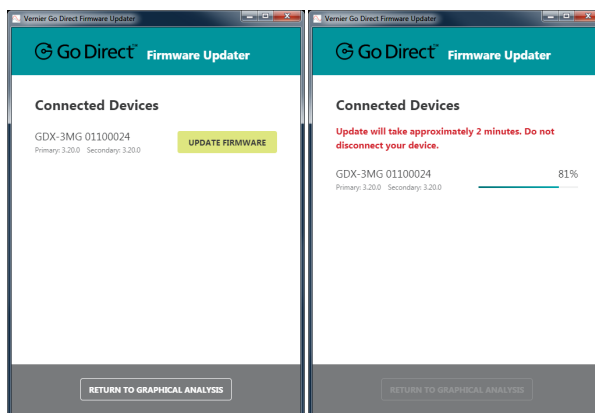 Vernier Go Direct Firmware Updater
Go Direct™ Firmware Updater
Connected Devices
GDX-3MG 01100024
UPDATE FIRMWARE
Primary: 3.20.0 Secondary: 3.20.0
RETURN TO GRAPHICAL ANALYSIS
Vernier Go Direct Firmware Updater
Go Direct™ Firmware Updater
Connected Devices
Update will take approximately 2 minutes. Do not
disconnect your device.
GDX-3MG 01100024 81%
Primary: 3.20.0 Secondary: 3.20.0
RETURN TO GRAPHICAL ANALYSIS